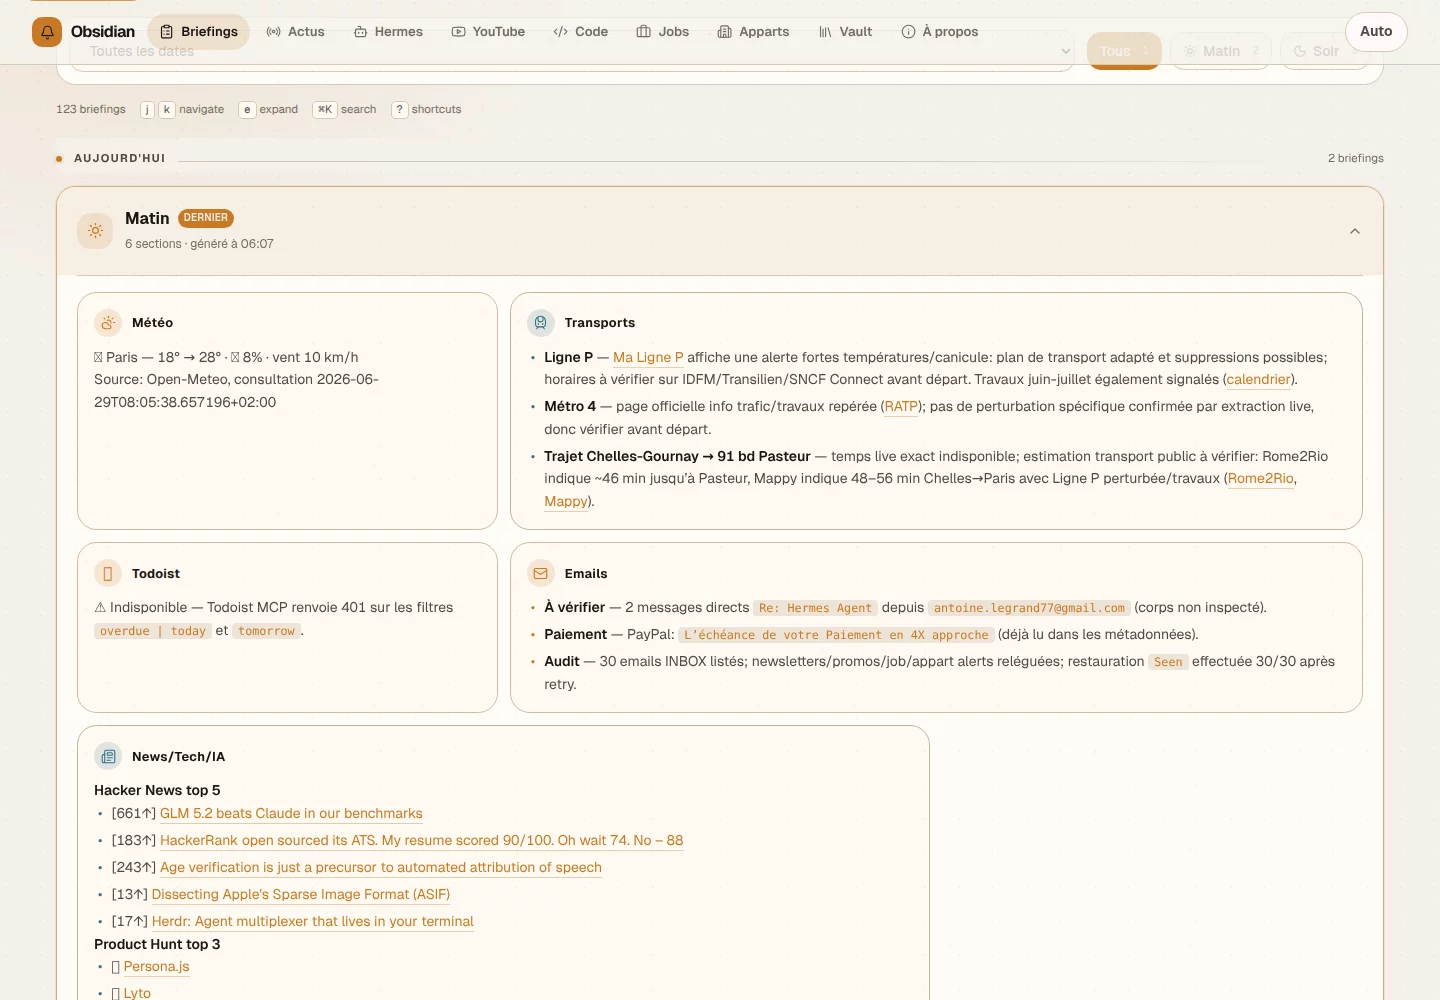 Obsidian Briefings Actus Hermes YouTube Code Jobs Apparts Vault À propos Auto
Toutes les dates Tous 1 Matin 2 Soir
123 briefings j k navigate e expand ⌘K search ? shortcuts
AUJOURD'HUI 2 briefings
Matin DERNIER
6 sections · généré à 06:07
Météo
Paris — 18° → 28° · 8% · vent 10 km/h
Source: Open-Meteo, consultation 2026-06-
29T08:05:38.657196+02:00
Transports
• Ligne P — Ma Ligne P affiche une alerte fortes températures/canicule: plan de transport adapté et suppressions possibles;
horaires à vérifier sur IDFM/Transilien/SNCF Connect avant départ. Travaux juin-juillet également signalés (calendrier).
• Métro 4 — page officielle info trafic/travaux repérée (RATP); pas de perturbation spécifique confirmée par extraction live,
donc vérifier avant départ.
• Trajet Chelles-Gournay → 91 bd Pasteur — temps live exact indisponible; estimation transport public à vérifier: Rome2Rio
indique ~46 min jusqu'à Pasteur, Mappy indique 48–56 min Chelles→Paris avec Ligne P perturbée/travaux (Rome2Rio,
Mappy).
Todoist
⚠ Indisponible — Todoist MCP renvoie 401 sur les filtres
overdue | today et tomorrow.
Emails
• À vérifier — 2 messages directs Re: Hermes Agent depuis antoine.legrand77@gmail.com (corps non inspecté).
• Paiement — PayPal: L’échéance de votre Paiement en 4X approche (déjà lu dans les métadonnées).
• Audit — 30 emails INBOX listés; newsletters/promos/job/appart alerts reléguées; restauration Seen effectuée 30/30 après
retry.
News/Tech/IA
Hacker News top 5
• [661↑] GLM 5.2 beats Claude in our benchmarks
• [183↑] HackerRank open sourced its ATS. My resume scored 90/100. Oh wait 74. No – 88
• [243↑] Age verification is just a precursor to automated attribution of speech
• [13↑] Dissecting Apple's Sparse Image Format (ASIF)
• [17↑] Herdr: Agent multiplexer that lives in your terminal
Product Hunt top 3
• Persona.js
• Lyto